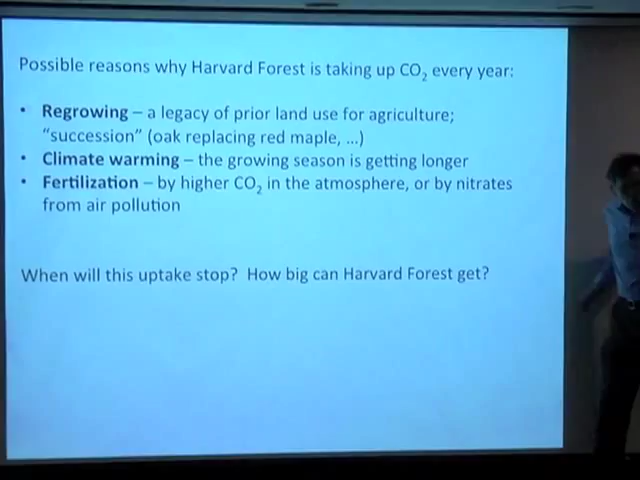 Possible reasons why Harvard Forest is taking up CO₂ every year:
• Regrowing – a legacy of prior land use for agriculture;
“succession” (oak replacing red maple, ...)
• Climate warming – the growing season is getting longer
• Fertilization – by higher CO₂ in the atmosphere, or by nitrates
from air pollution
When will this uptake stop? How big can Harvard Forest get?